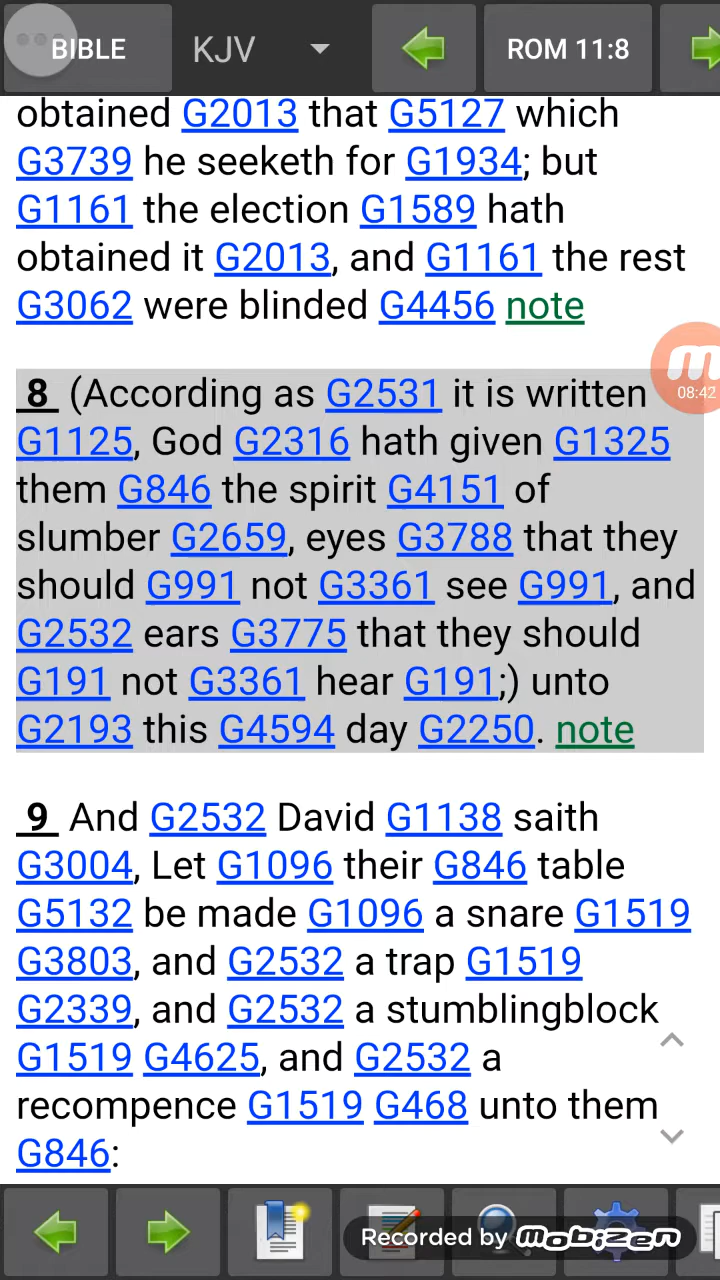 BIBLE KJV ROM 11:8
obtained G2013 that G5127 which
G3739 he seeketh for G1934; but
G1161 the election G1589 hath
obtained it G2013, and G1161 the rest
G3062 were blinded G4456 note
08:42
8 (According as G2531 it is written
G1125, God G2316 hath given G1325
them G846 the spirit G4151 of
slumber G2659, eyes G3788 that they
should G991 not G3361 see G991, and
G2532 ears G3775 that they should
G191 not G3361 hear G191;) unto
G2193 this G4594 day G2250. note
9 And G2532 David G1138 saith
G3004, Let G1096 their G846 table
G5132 be made G1096 a snare G1519
G3803, and G2532 a trap G1519
G2339, and G2532 a stumblingblock
G1519 G4625, and G2532 a
recompence G1519 G468 unto them
G846:
Recorded by mobizen